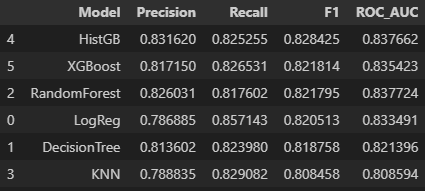 Model Precision Recall F1 ROC_AUC
4 HistGB 0.831620 0.825255 0.828425 0.837662
5 XGBoost 0.817150 0.826531 0.821814 0.835423
2 RandomForest 0.826031 0.817602 0.821795 0.837724
0 LogReg 0.786885 0.857143 0.820513 0.833491
1 DecisionTree 0.813602 0.823980 0.818758 0.821396
3 KNN 0.788835 0.829082 0.808458 0.808594